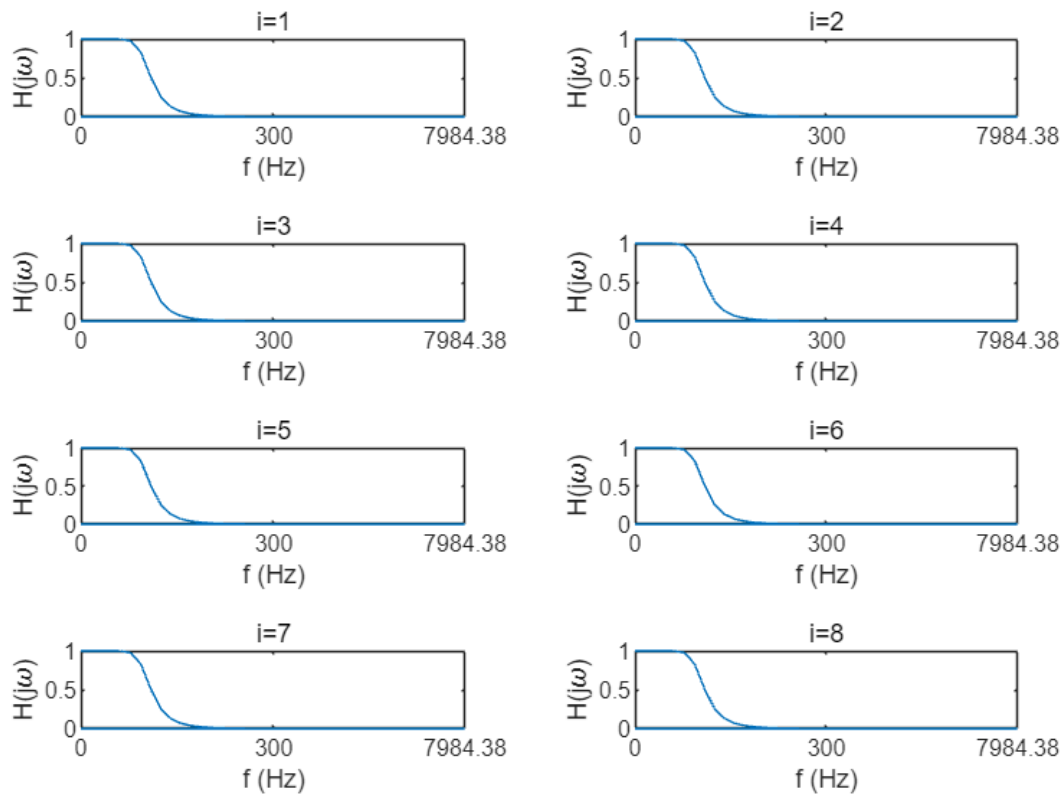 i=1
H(jω)
1
0.5
0
0 300 7984.38
f (Hz)
i=2
H(jω)
1
0.5
0
0 300 7984.38
f (Hz)
i=3
H(jω)
1
0.5
0
0 300 7984.38
f (Hz)
i=4
H(jω)
1
0.5
0
0 300 7984.38
f (Hz)
i=5
H(jω)
1
0.5
0
0 300 7984.38
f (Hz)
i=6
H(jω)
1
0.5
0
0 300 7984.38
f (Hz)
i=7
H(jω)
1
0.5
0
0 300 7984.38
f (Hz)
i=8
H(jω)
1
0.5
0
0 300 7984.38
f (Hz)